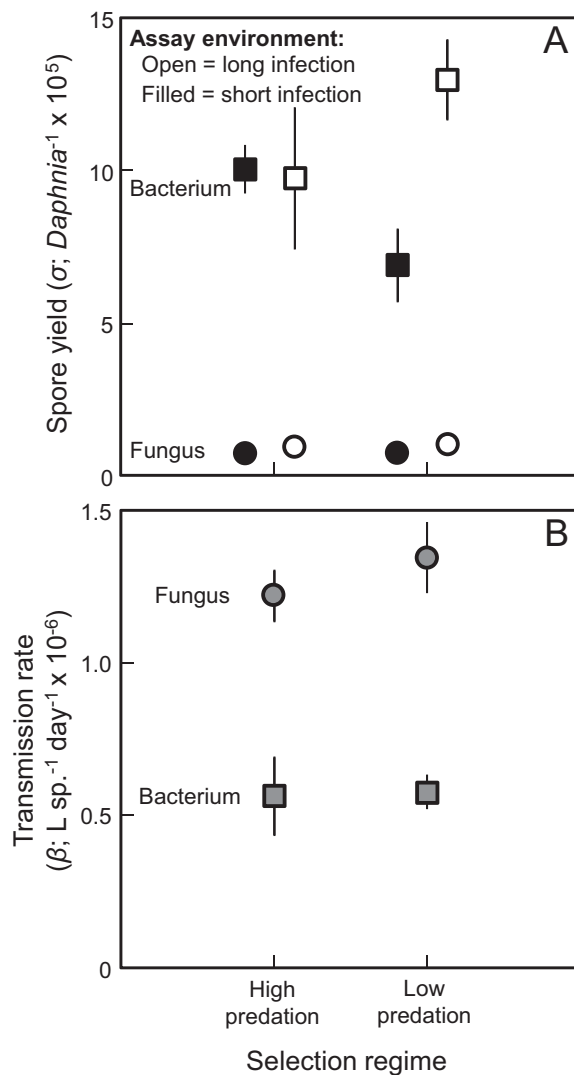 15
Assay environment:
A
Open = long infection
Filled = short infection
10
Bacterium
5
Fungus
0
Spore yield (σ; Daphnia⁻¹ x 10⁵)
1.5
B
Fungus
1.0
Bacterium
0.5
0
Transmission rate
(β; L sp.⁻¹ day⁻¹ x 10⁻⁶)
High
predation
Low
predation
Selection regime